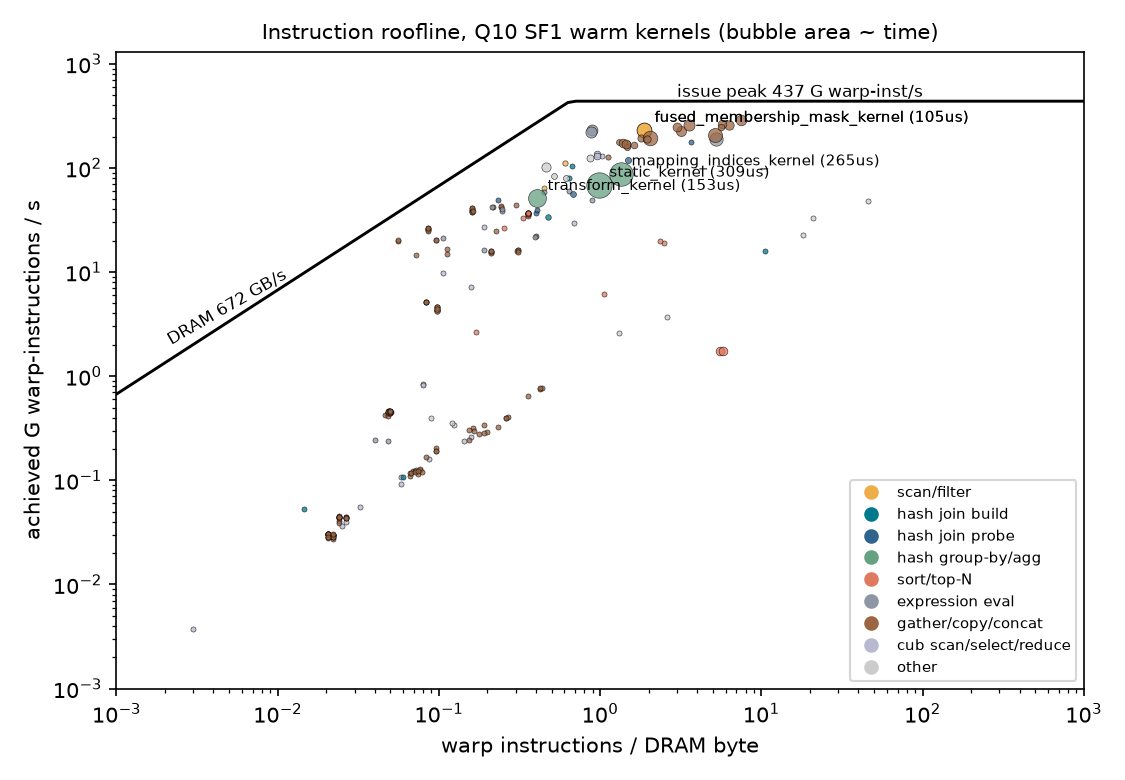 Instruction roofline, Q10 SF1 warm kernels (bubble area ~ time)
achieved G warp-instructions / s
10³
10²
10¹
10⁰
10⁻¹
10⁻²
10⁻³
issue peak 437 G warp-inst/s
fused_membership_mask_kernel (105us)
mapping_indices_kernel (265us)
static_kernel (309us)
transform_kernel (153us)
DRAM 672 GB/s
scan/filter
hash join build
hash join probe
hash group-by/agg
sort/top-N
expression eval
gather/copy/concat
cub scan/select/reduce
other
10⁻³ 10⁻² 10⁻¹ 10⁰ 10¹ 10² 10³
warp instructions / DRAM byte